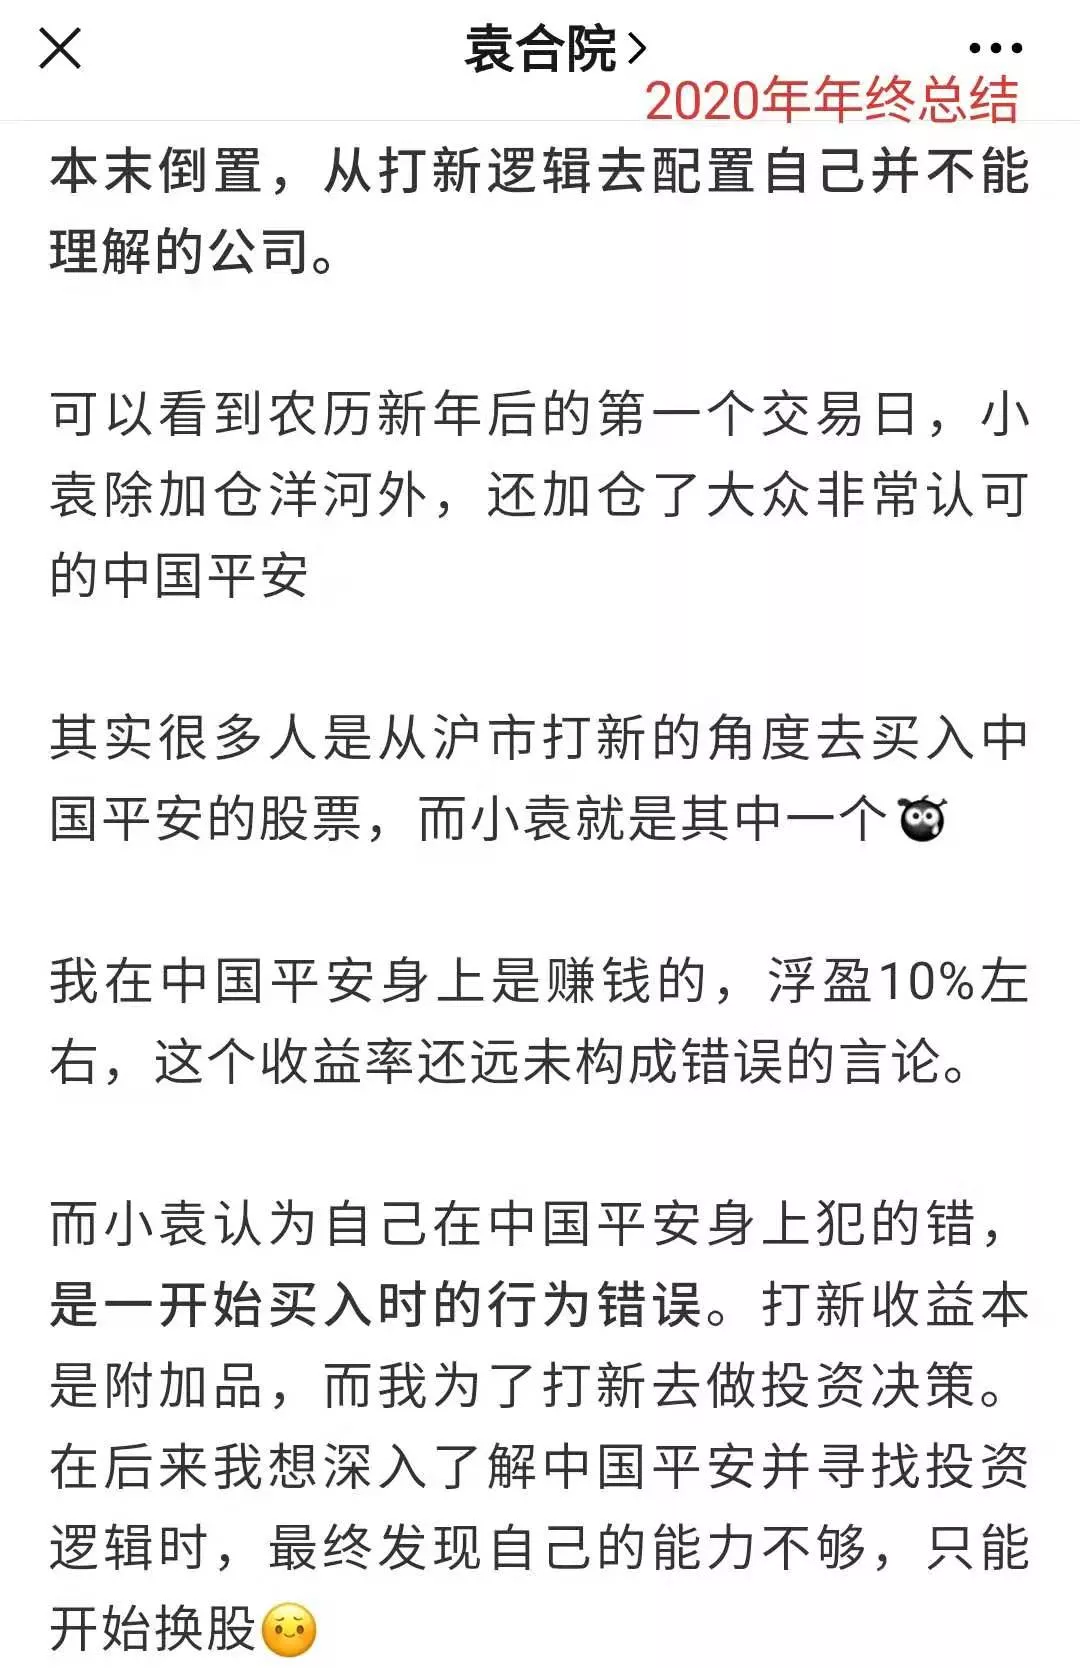 袁合院
2020年年终总结
本末倒置，从打新逻辑去配置自己并不能
理解的公司。
可以看到农历新年后的第一个交易日，小
袁除加仓洋河外，还加仓了大众非常认可
的中国平安
其实很多人是从沪市打新的角度去买入中
国平安的股票，而小袁就是其中一个
我在中国平安身上是赚钱的，浮盈10%左
右，这个收益率还远未构成错误的言论。
而小袁认为自己在中国平安身上犯的错，
是一开始买入时的行为错误。打新收益本
是附加品，而我为了打新去做投资决策。
在后来我想深入了解中国平安并寻找投资
逻辑时，最终发现自己的能力不够，只能
开始换股